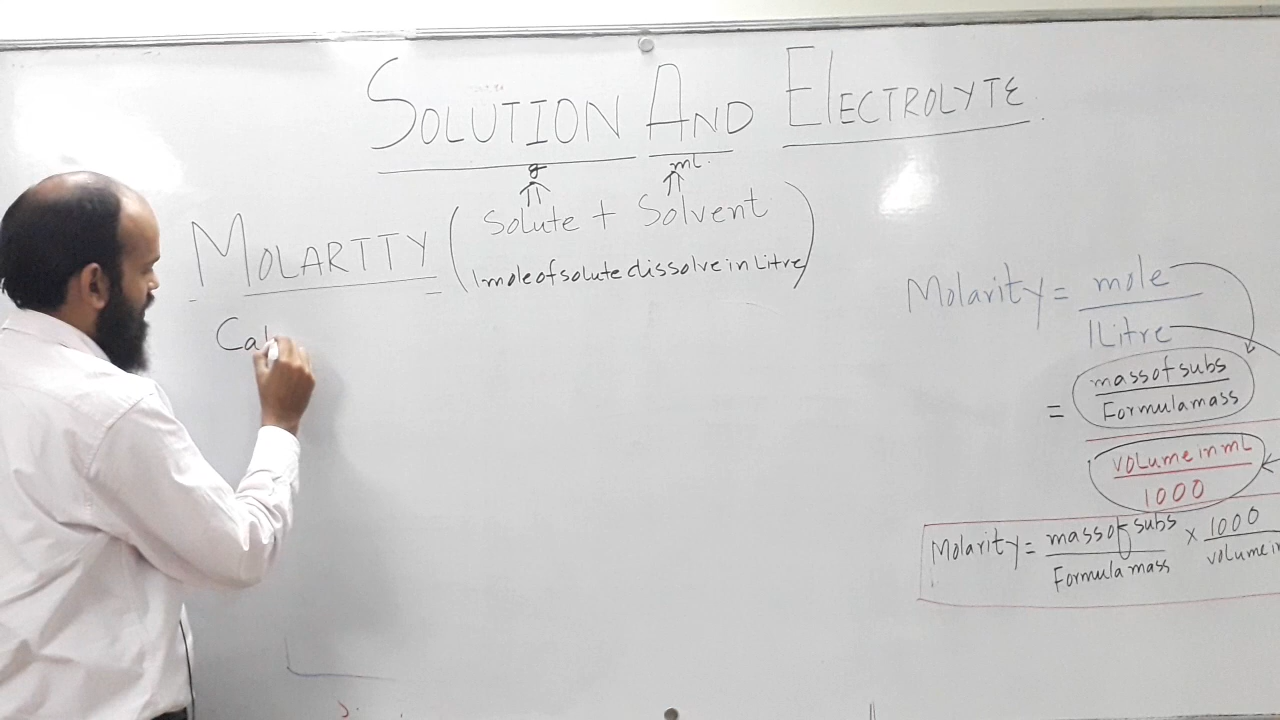 SOLUTION AND ELECTROLYTE
g ml.
MOLARTTY ( Solute + Solvent
1 mole of solute dissolve in Litre )
Cal
Molarity = mole
1 Litre
= mass of subs
Formula mass
volume in ml
1000
Molarity = mass of subs × 1000
Formula mass volume in